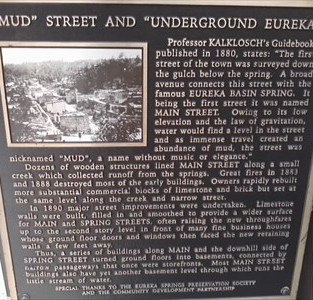 "MUD" STREET AND "UNDERGROUND EUREKA
Professor KALKLOSCH's Guidebook
published in 1880, states: "The first
street of the town was surveyed down
the gulch below the spring. A broad
avenue connects this street with the
famous EUREKA BASIN SPRING. It
being the first street it was named
MAIN STREET. Owing to its low
elevation and the law of gravitation,
water would find a level in the street
and as immense travel created an
abundance of mud, the street was
nicknamed "MUD", a name without music or elegance."
Dozens of wooden structures lined MAIN STREET along a small
creek which collected runoff from the springs. Great fires in 1883
and 1888 destroyed most of the early buildings. Owners rapidly rebuilt
more substantial commercial blocks of limestone and brick but set at
the same level along the creek and narrow street.
In 1890 major street improvements were undertaken. Limestone
walls were built, filled in and smoothed to provide a wider surface
for MAIN and SPRING STREETS, often raising the new throughfares
up to the second story level in front of many fine business houses
whose ground floor doors and windows then faced the new retaining
walls a few feet away.
Thus, a series of buildings along MAIN and the downhill side of
SPRING STREET turned ground floors into basements, connected by
narrow passageways that once were storefronts. Most MAIN STREET
buildings also have yet another basement level through which runs the
little stream of water.
SPECIAL THANKS TO THE EUREKA SPRINGS PRESERVATION SOCIETY
AND THE COMMUNITY DEVELOPMENT PARTNERSHIP